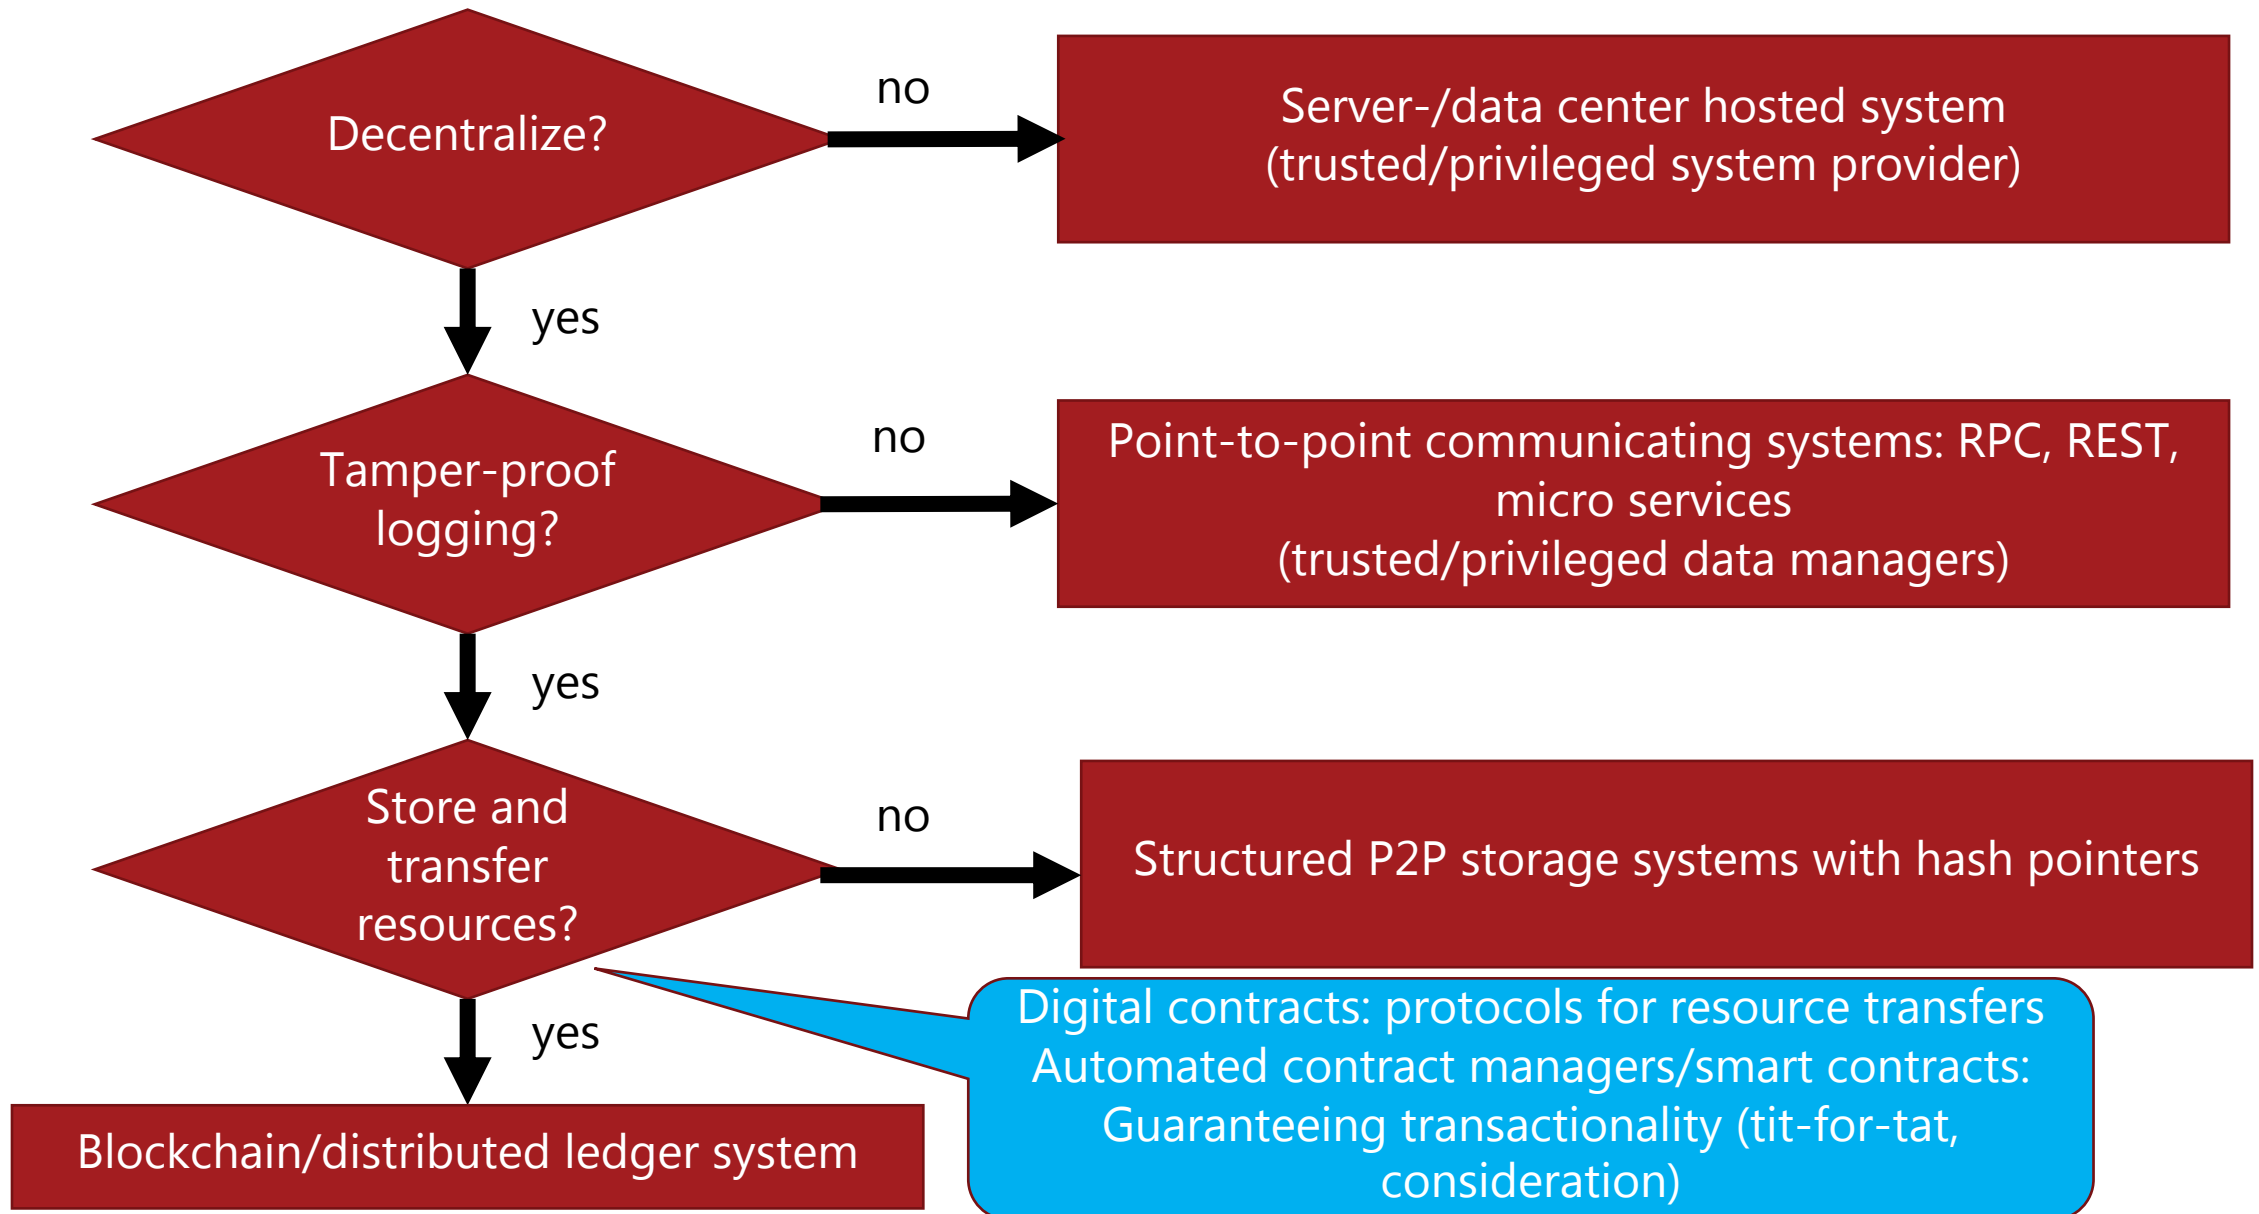 Decentralize?
no
Server-/data center hosted system
(trusted/privileged system provider)
yes
Tamper-proof
logging?
no
Point-to-point communicating systems: RPC, REST,
micro services
(trusted/privileged data managers)
yes
Store and
transfer
resources?
no
Structured P2P storage systems with hash pointers
yes
Digital contracts: protocols for resource transfers
Automated contract managers/smart contracts:
Guaranteeing transactionality (tit-for-tat,
consideration)
Blockchain/distributed ledger system